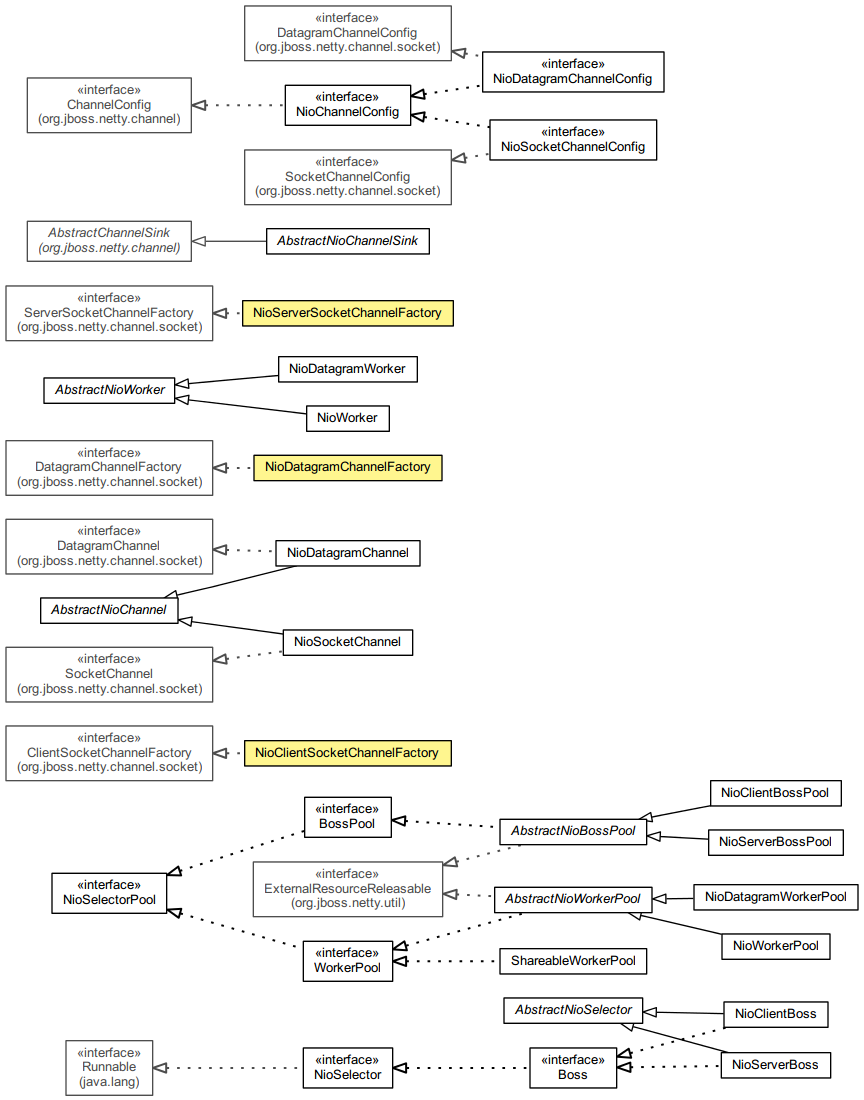 «interface»
DatagramChannelConfig
(org.jboss.netty.channel.socket)
«interface»
NioDatagramChannelConfig
«interface»
ChannelConfig
(org.jboss.netty.channel)
«interface»
NioChannelConfig
«interface»
NioSocketChannelConfig
«interface»
SocketChannelConfig
(org.jboss.netty.channel.socket)
AbstractChannelSink
(org.jboss.netty.channel)
AbstractNioChannelSink
«interface»
ServerSocketChannelFactory
(org.jboss.netty.channel.socket)
NioServerSocketChannelFactory
AbstractNioWorker
NioDatagramWorker
NioWorker
«interface»
DatagramChannelFactory
(org.jboss.netty.channel.socket)
NioDatagramChannelFactory
«interface»
DatagramChannel
(org.jboss.netty.channel.socket)
NioDatagramChannel
AbstractNioChannel
NioSocketChannel
«interface»
SocketChannel
(org.jboss.netty.channel.socket)
«interface»
ClientSocketChannelFactory
(org.jboss.netty.channel.socket)
NioClientSocketChannelFactory
«interface»
BossPool
AbstractNioBossPool
NioClientBossPool
NioServerBossPool
«interface»
NioSelectorPool
«interface»
ExternalResourceReleasable
(org.jboss.netty.util)
AbstractNioWorkerPool
NioDatagramWorkerPool
NioWorkerPool
«interface»
WorkerPool
ShareableWorkerPool
AbstractNioSelector
NioClientBoss
«interface»
Runnable
(java.lang)
«interface»
NioSelector
«interface»
Boss
NioServerBoss